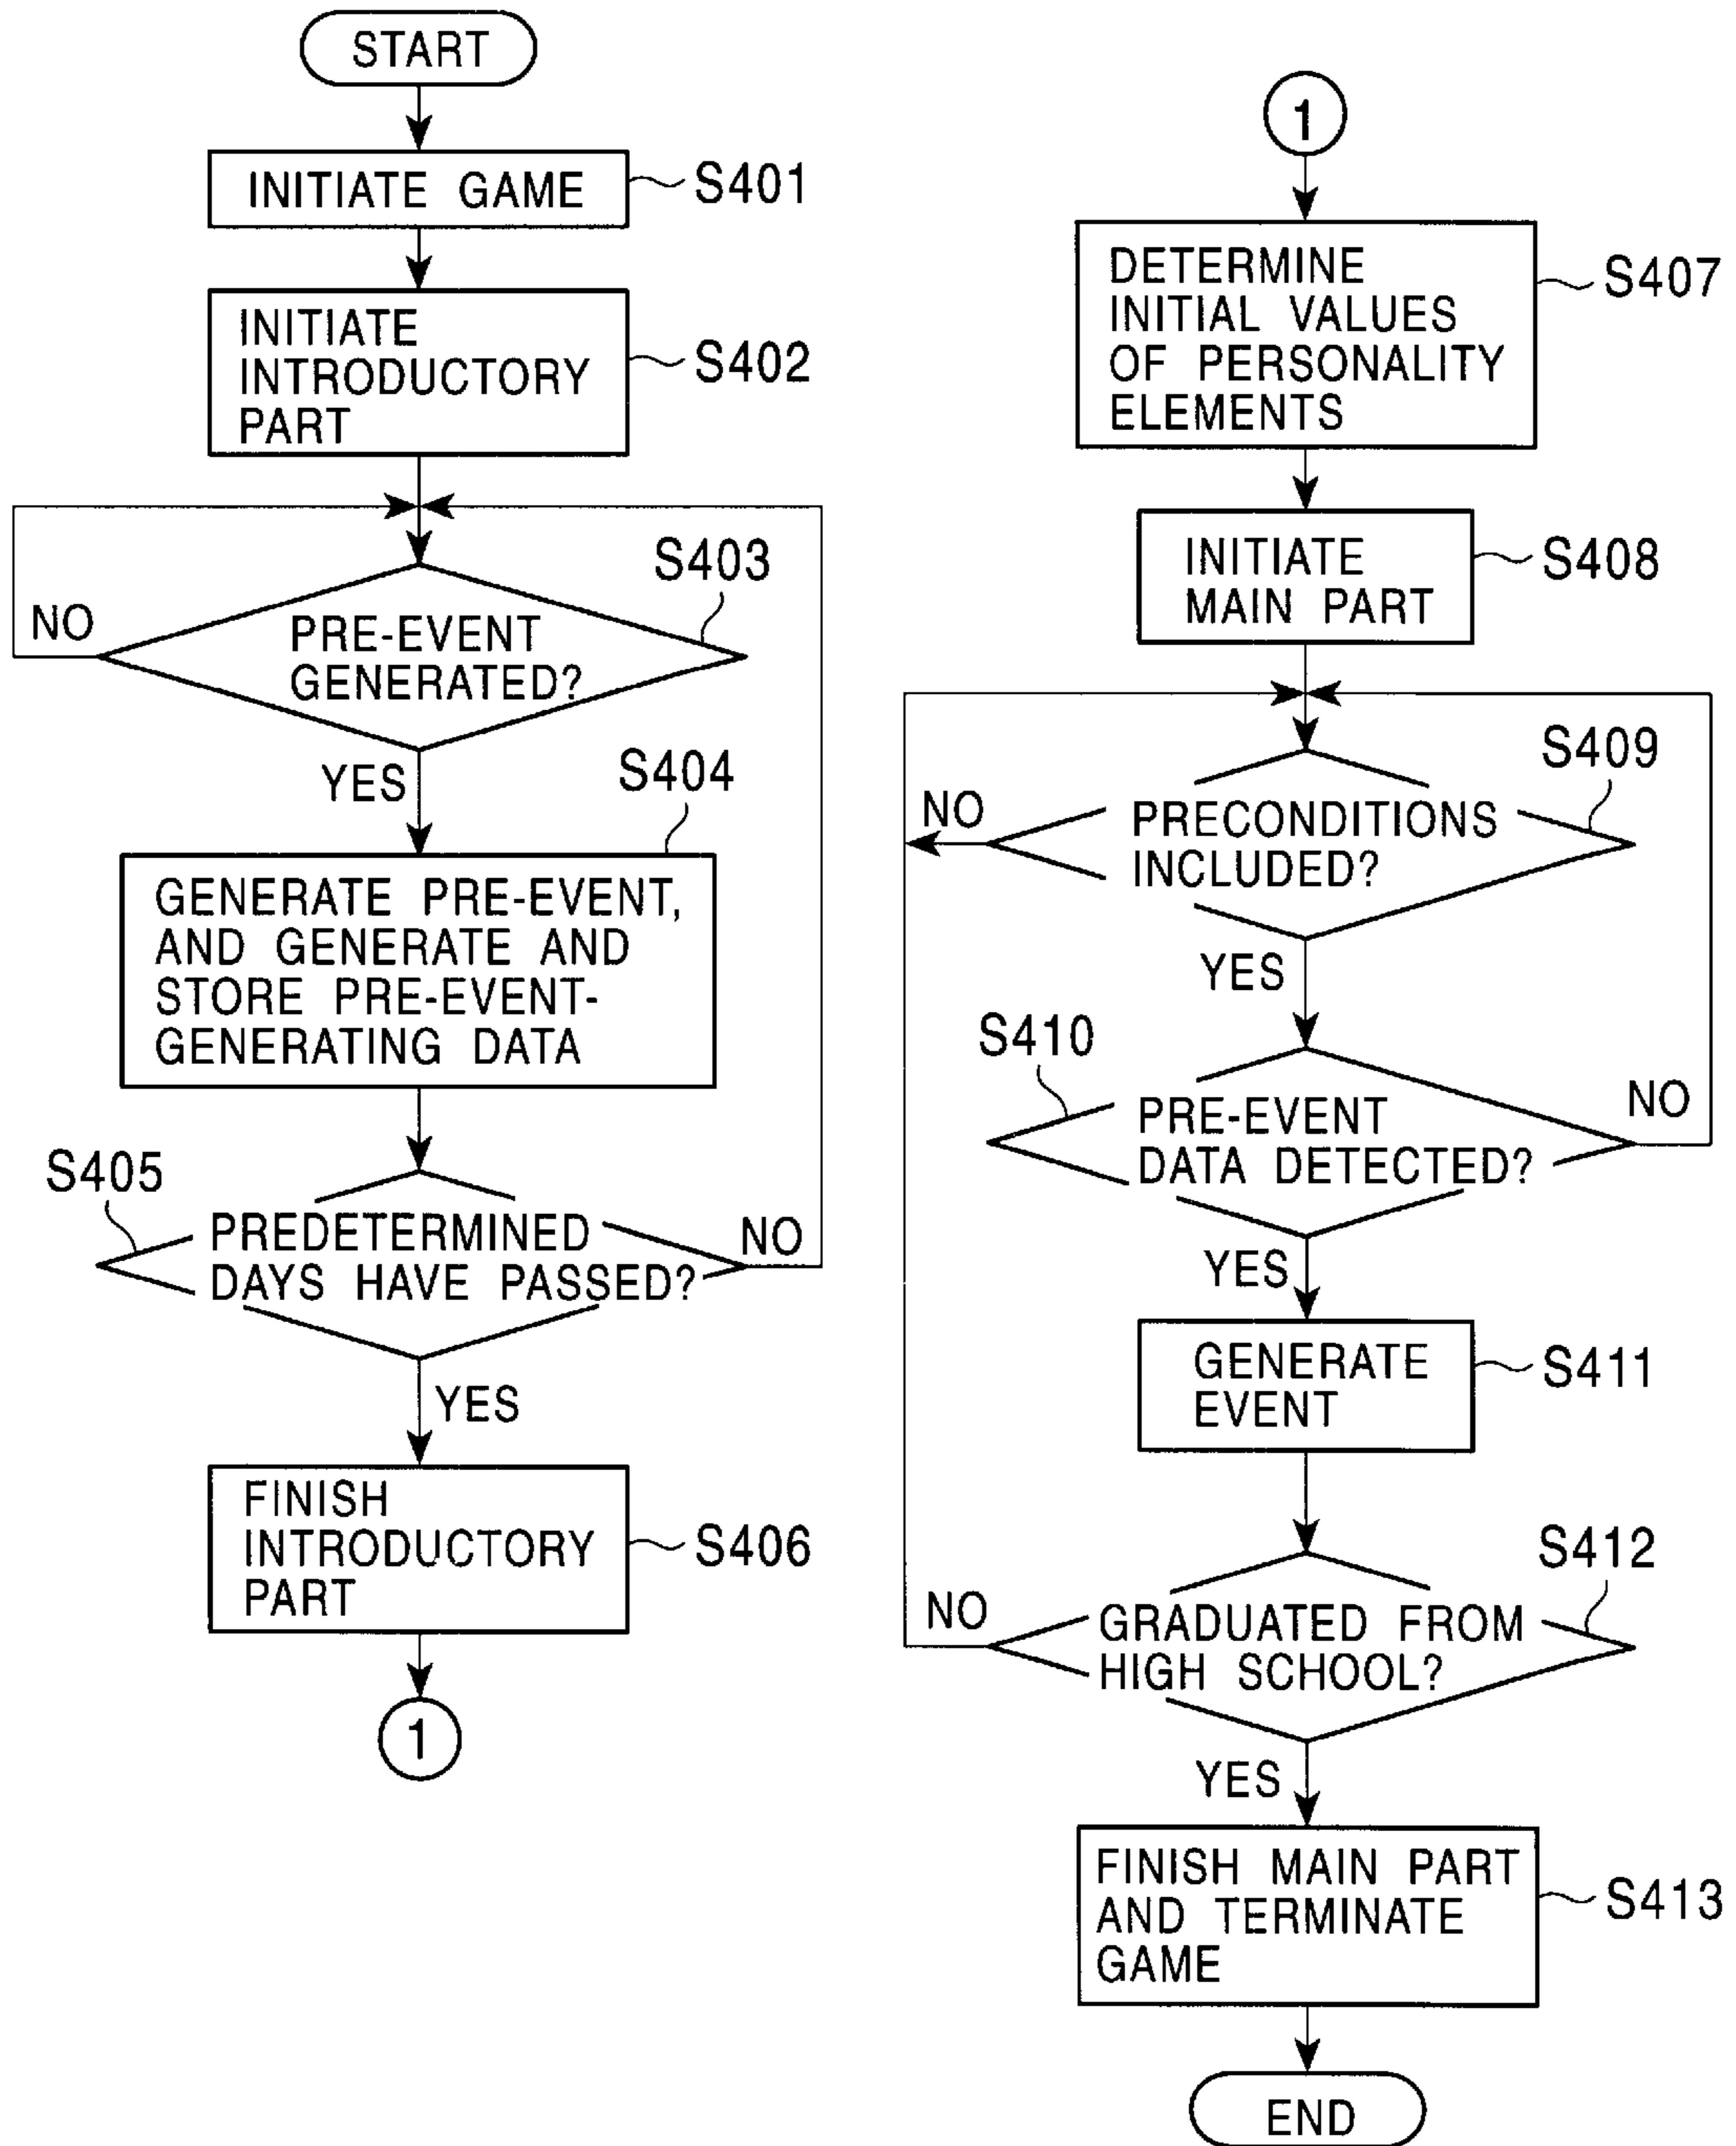 START
INITIATE GAME
S401
INITIATE
INTRODUCTORY
PART
S402
S403
NO
PRE-EVENT
GENERATED?
YES
S404
GENERATE PRE-EVENT,
AND GENERATE AND
STORE PRE-EVENT-
GENERATING DATA
S405
PREDETERMINED
DAYS HAVE PASSED?
NO
YES
FINISH
INTRODUCTORY
PART
S406
1
1
DETERMINE
INITIAL VALUES
OF PERSONALITY
ELEMENTS
S407
INITIATE
MAIN PART
S408
S409
NO
PRECONDITIONS
INCLUDED?
YES
S410
PRE-EVENT
DATA DETECTED?
NO
YES
GENERATE
EVENT
S411
S412
NO
GRADUATED FROM
HIGH SCHOOL?
YES
FINISH MAIN PART
AND TERMINATE
GAME
S413
END